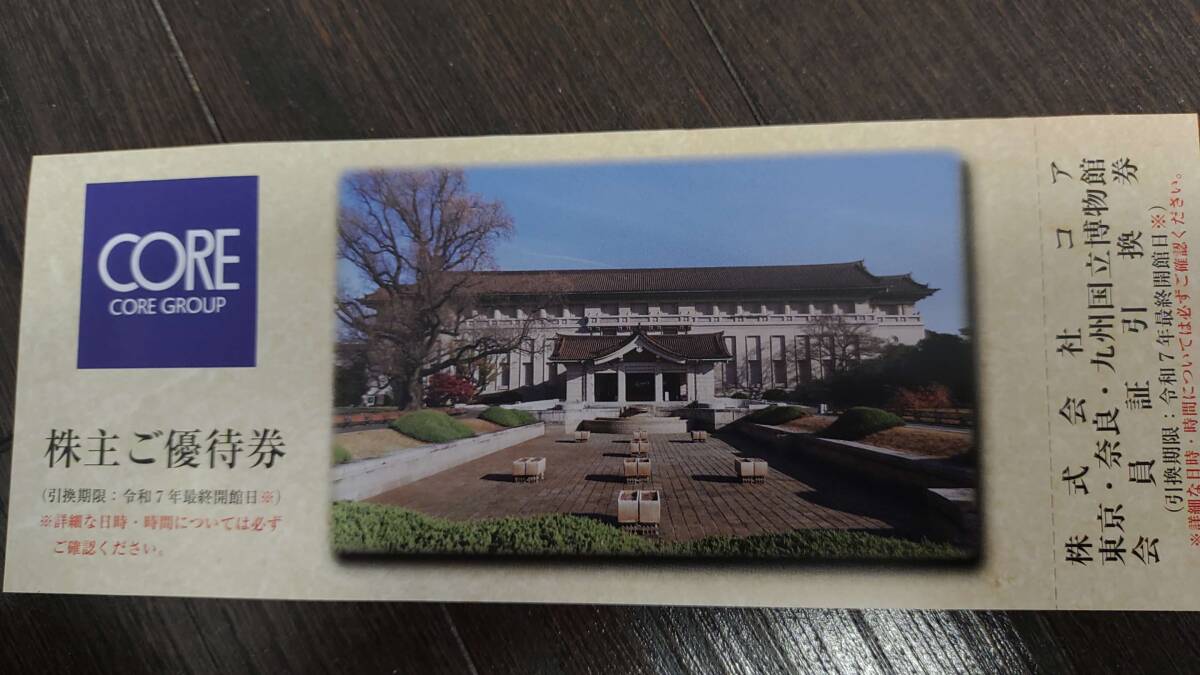 CORE
CORE GROUP
株主ご優待券
(引換期限：令和7年最終開館日※)
※詳細な日時・時間については必ず
ご確認ください。
株式会社コア
東京・奈良・九州国立博物館
会員証引換券
(引換期限：令和7年最終開館日※)
※詳細な日時・時間については必ずご確認ください。